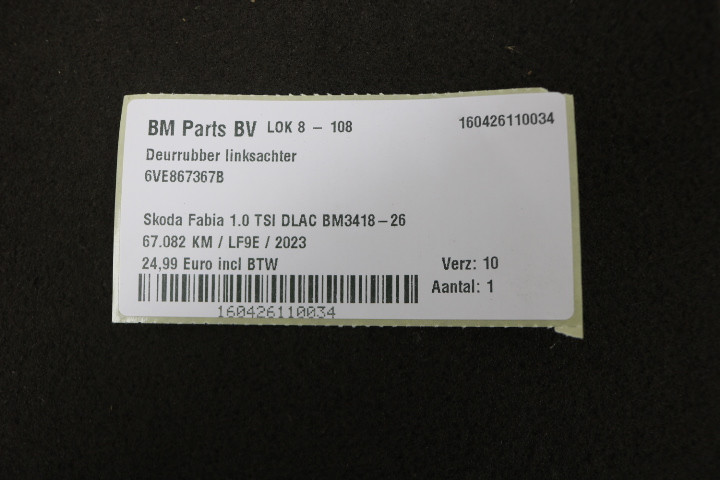 BM Parts BV LOK 8 – 108 160426110034
Deurrubber linksachter
6VE867367B
Skoda Fabia 1.0 TSI DLAC BM3418–26
67.082 KM / LF9E / 2023
24,99 Euro incl BTW Verz: 10
Aantal: 1
160426110034